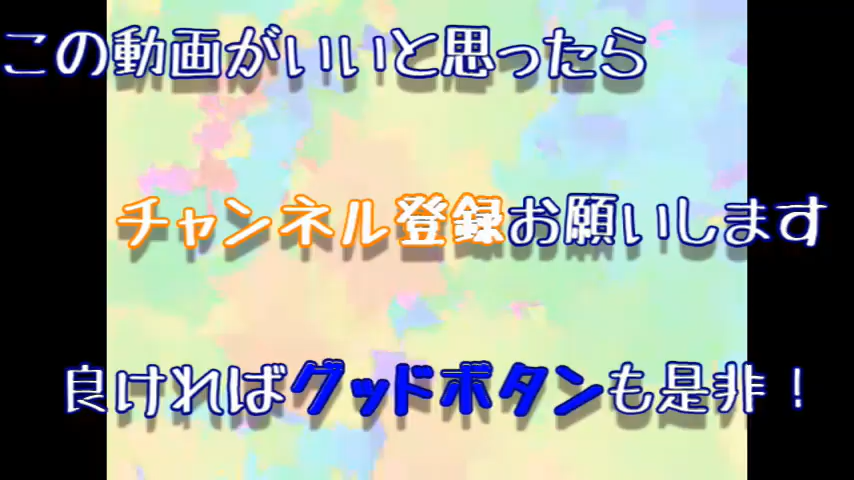 この動画がいいと思ったら
チャンネル登録お願いします
良ければグッドボタンも是非！